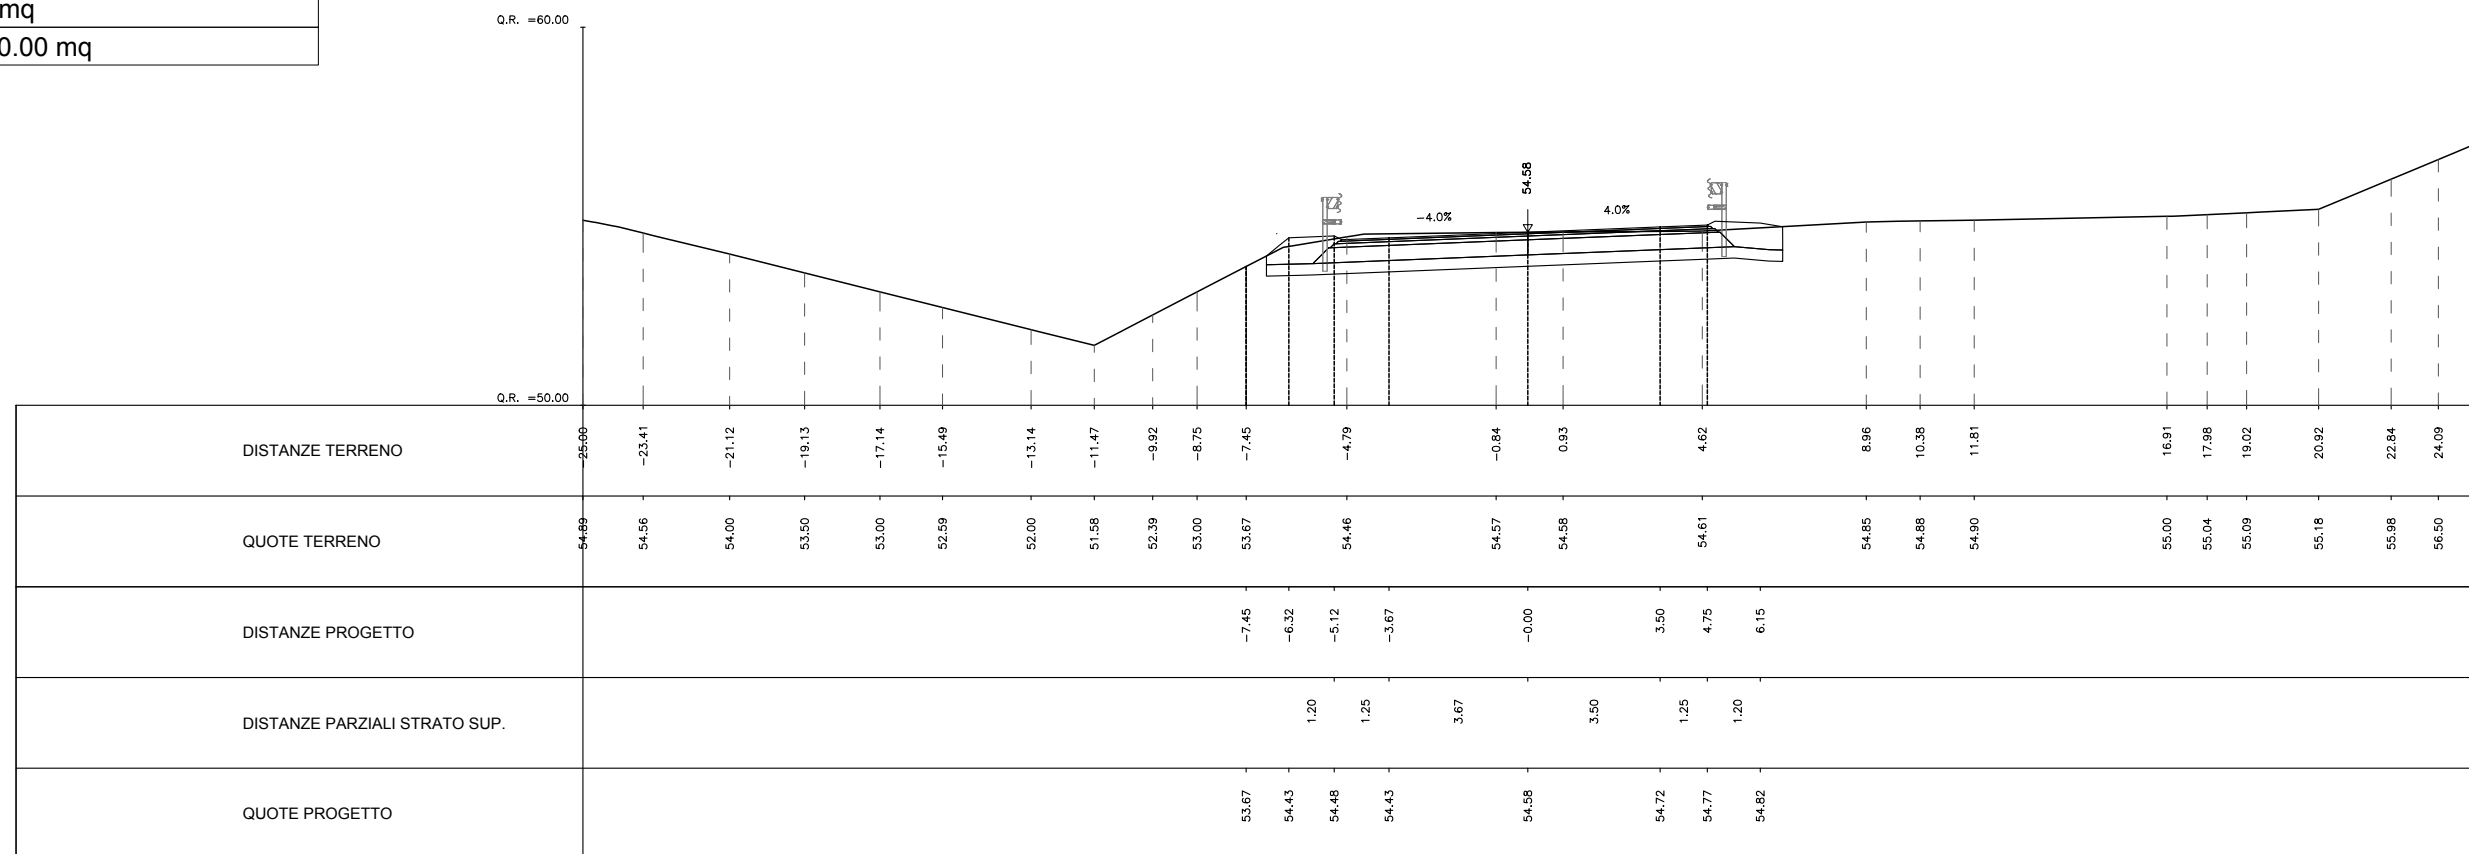 mq
0.00 mq
Q.R. =60.00
54.58
-4.0%
4.0%
Q.R. =50.00
DISTANZE TERRENO
-25.00 -23.41 -21.12 -19.13 -17.14 -15.49 -13.14 -11.47 -9.92 -8.75 -7.45 -4.79 -0.84 0.93 4.62 8.96 10.38 11.81 16.91 17.98 19.02 20.92 22.84 24.09
QUOTE TERRENO
54.89 54.56 54.00 53.50 53.00 52.59 52.00 51.58 52.39 53.00 53.67 54.46 54.57 54.58 54.61 54.85 54.88 54.90 55.00 55.04 55.09 55.18 55.98 56.50
DISTANZE PROGETTO
-7.45 -6.32 -5.12 -3.67 -0.00 3.50 4.75 6.15
DISTANZE PARZIALI STRATO SUP.
1.20 1.25 3.67 3.50 1.25 1.20
QUOTE PROGETTO
53.67 54.43 54.48 54.43 54.58 54.72 54.77 54.82